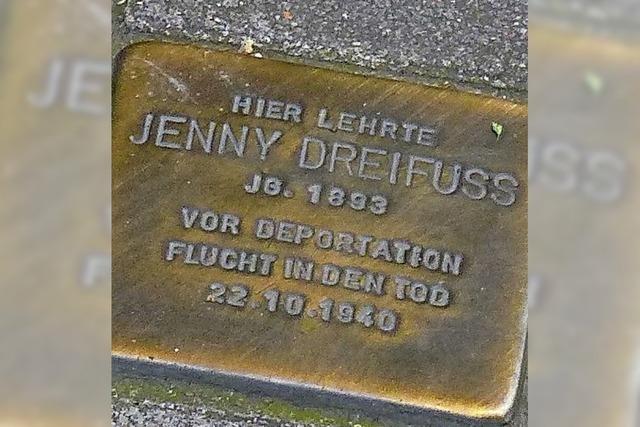 HIER LEHRTE
JENNY DREIFUSS
JG. 1893
VOR DEPORTATION
FLUCHT IN DEN TOD
22.10.1940